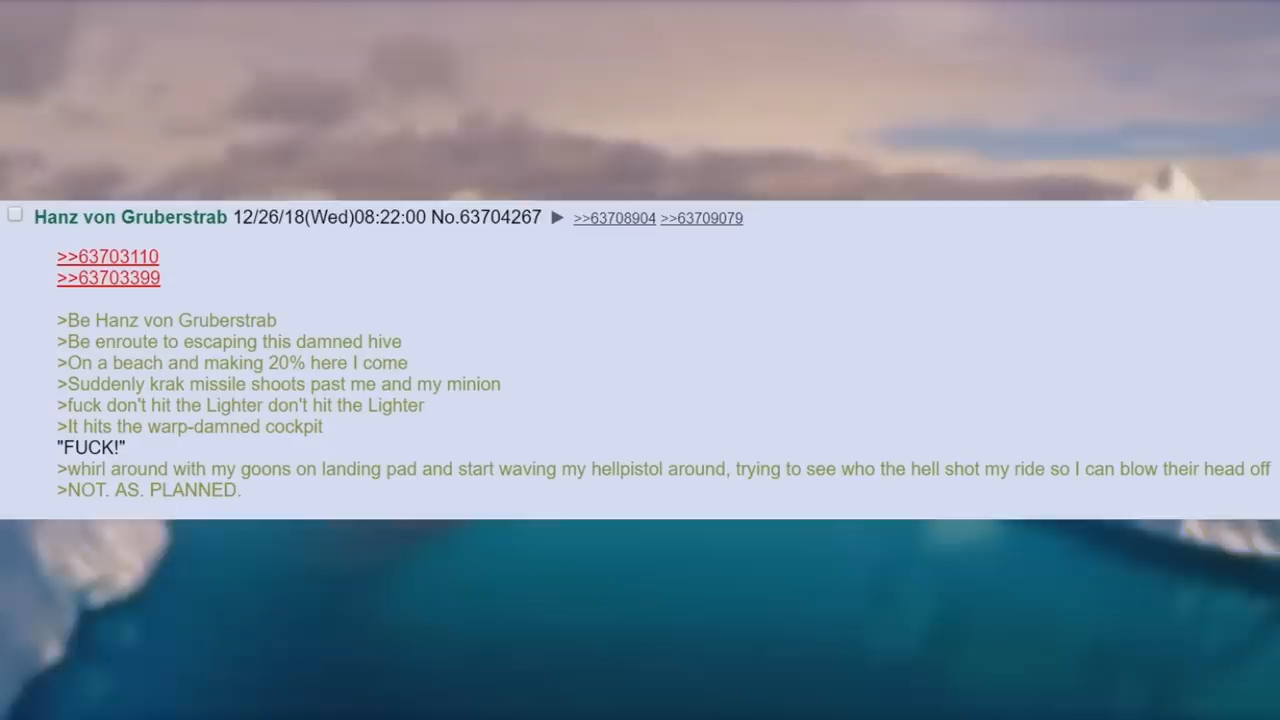 Hanz von Gruberstrab 12/26/18(Wed)08:22:00 No.63704267 ▶ >>63708904 >>63709079
>>63703110
>>63703399
>Be Hanz von Gruberstrab
>Be enroute to escaping this damned hive
>On a beach and making 20% here I come
>Suddenly krak missile shoots past me and my minion
>fuck don't hit the Lighter don't hit the Lighter
>It hits the warp-damned cockpit
"FUCK!"
>whirl around with my goons on landing pad and start waving my hellpistol around, trying to see who the hell shot my ride so I can blow their head off
>NOT. AS. PLANNED.